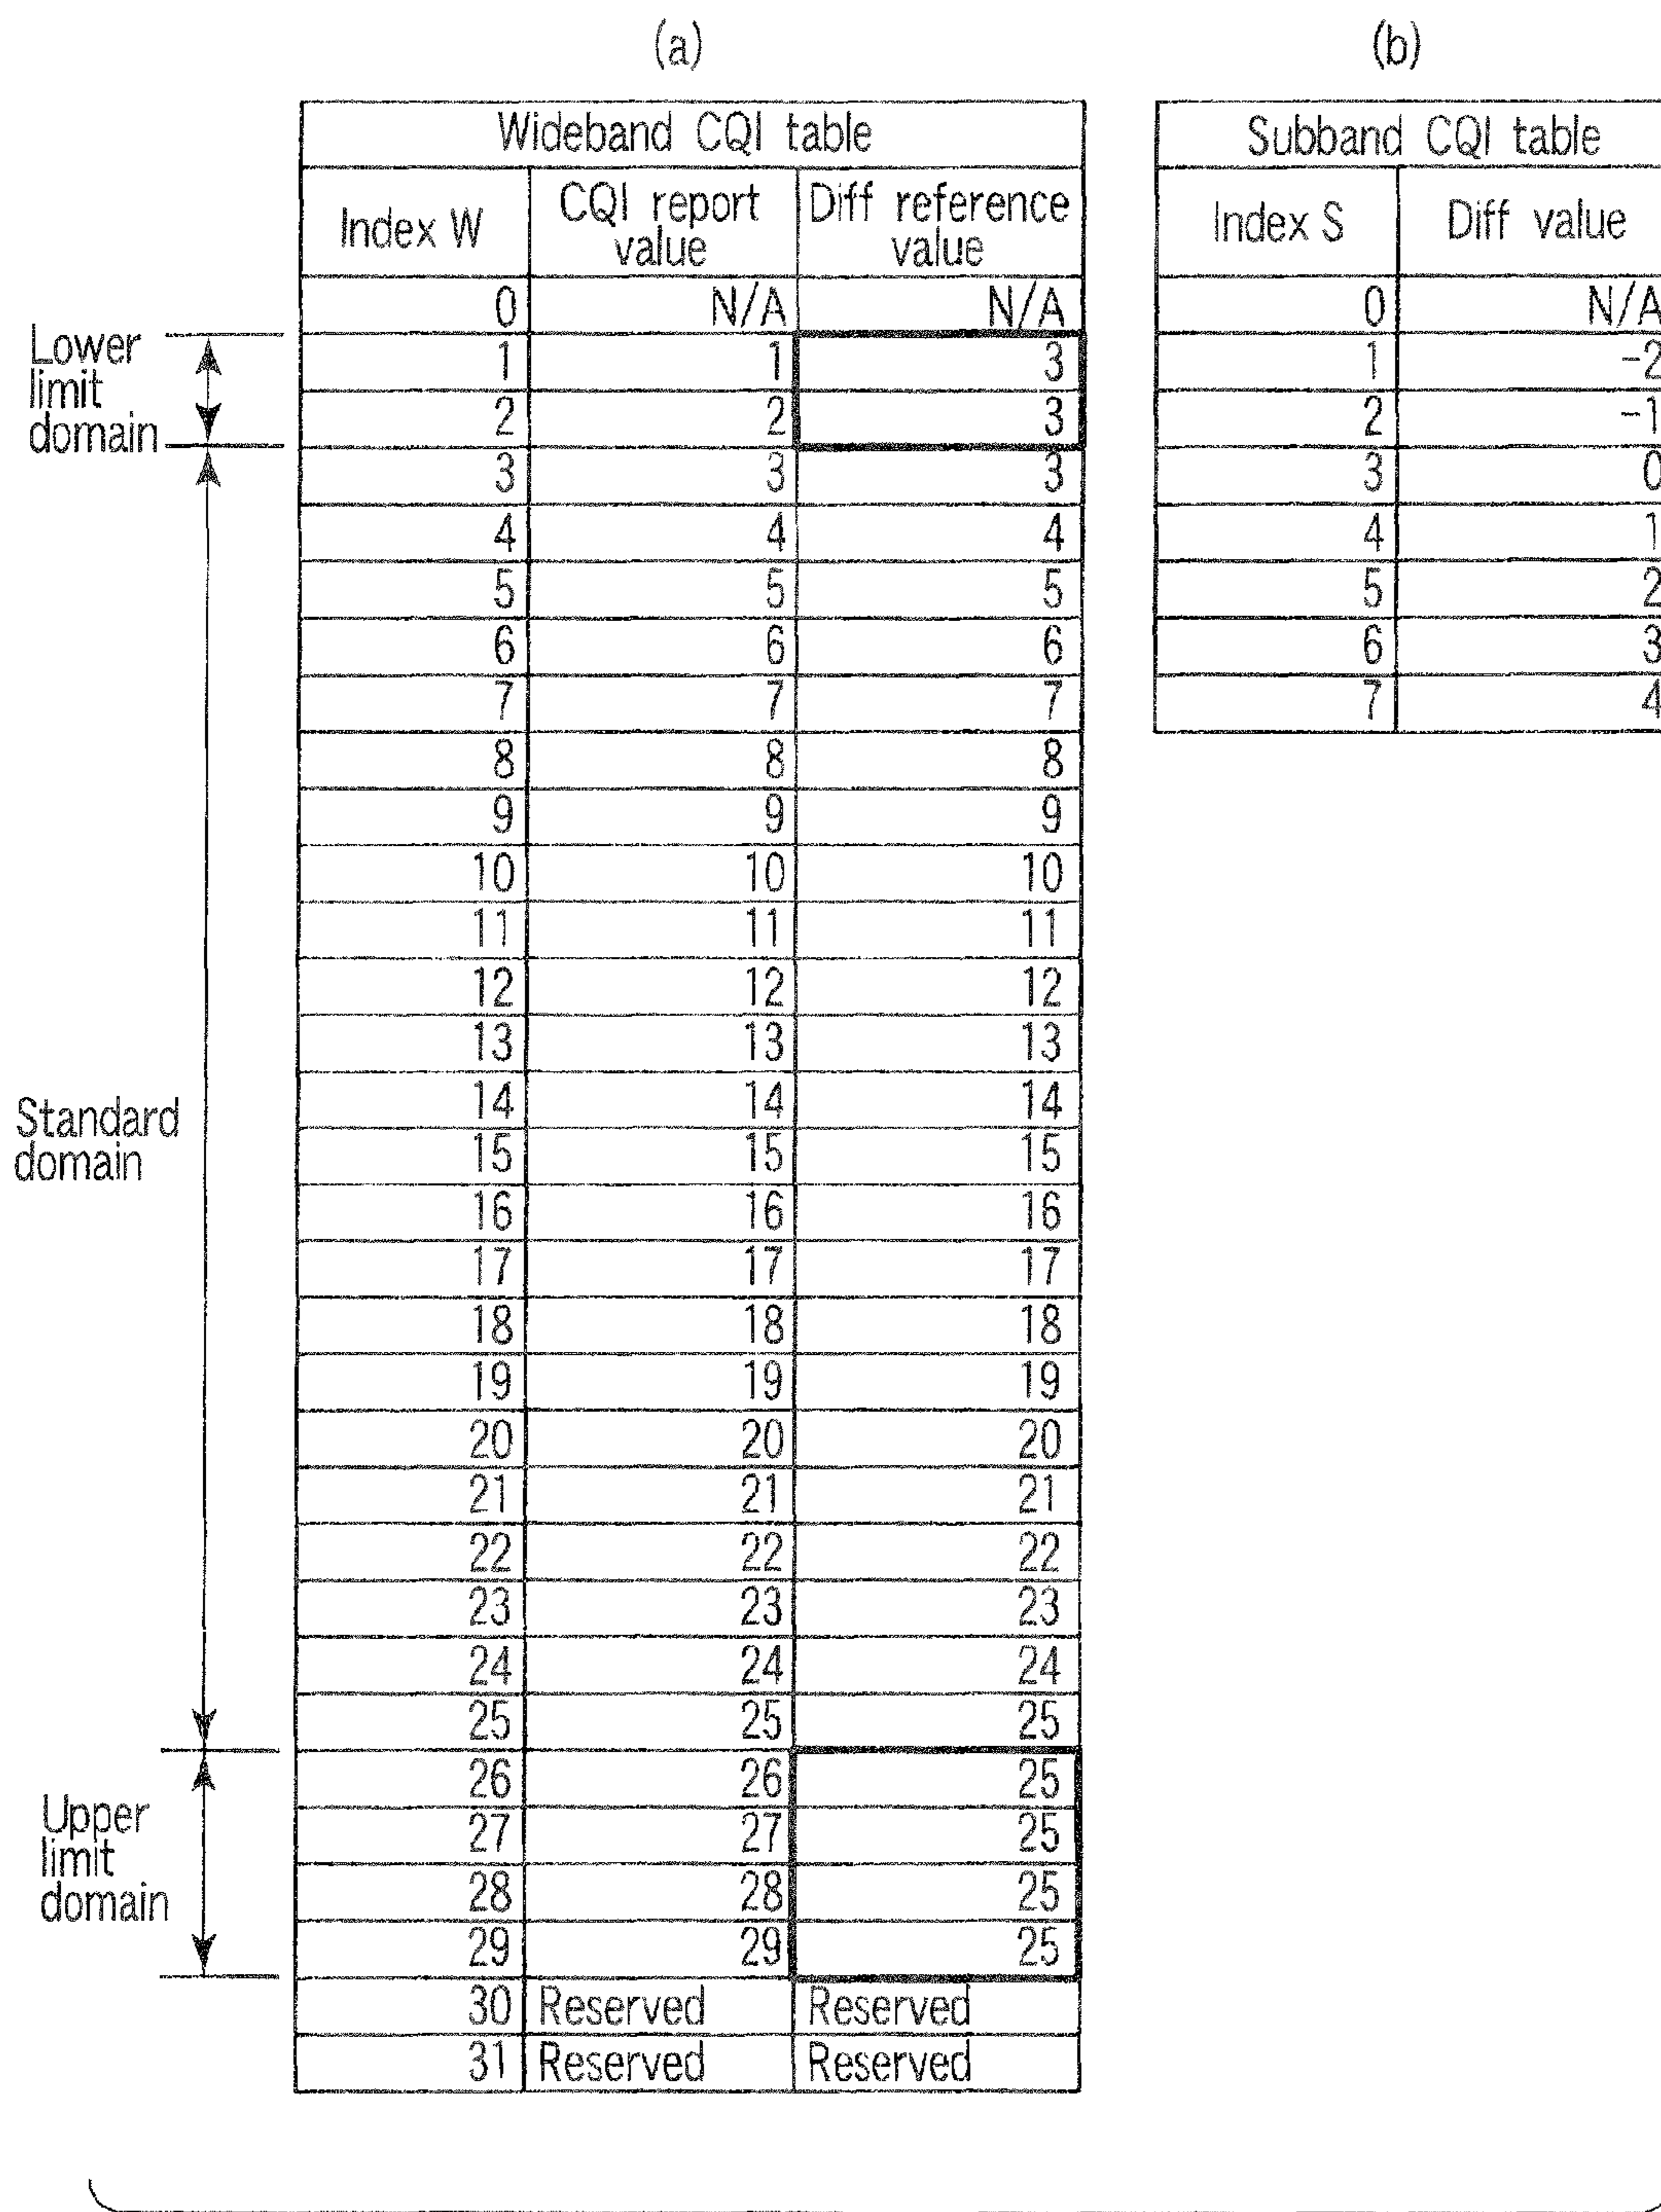 (a)
Wideband CQI table
Index W CQI report value Diff reference value
0 N/A N/A
1 1 3
2 2 3
3 3 3
4 4 4
5 5 5
6 6 6
7 7 7
8 8 8
9 9 9
10 10 10
11 11 11
12 12 12
13 13 13
14 14 14
15 15 15
16 16 16
17 17 17
18 18 18
19 19 19
20 20 20
21 21 21
22 22 22
23 23 23
24 24 24
25 25 25
26 26 25
27 27 25
28 28 25
29 29 25
30 Reserved Reserved
31 Reserved Reserved
Lower
limit
domain
Standard
domain
Upper
limit
domain
(b)
Subband CQI table
Index S Diff value
0 N/A
1 -2
2 -1
3 0
4 1
5 2
6 3
7 4